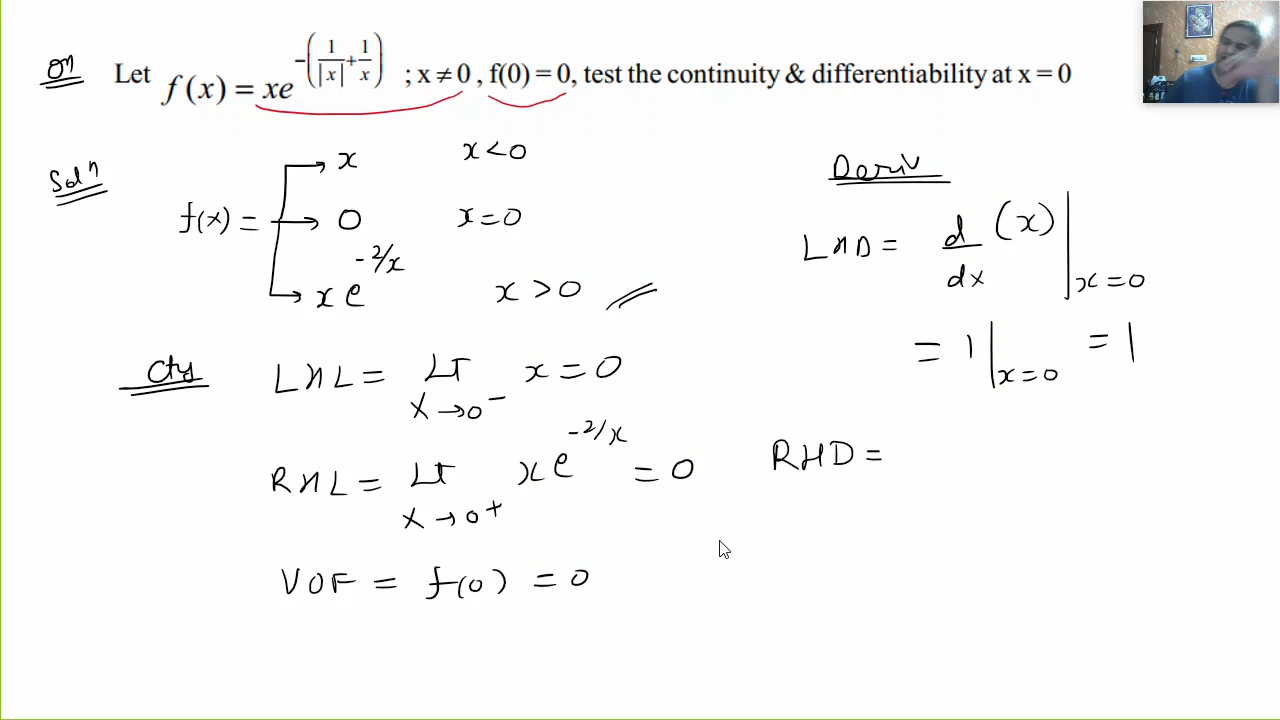 Qn Let f(x) = xe^{-(1/|x| + 1/x)} ; x ≠ 0 , f(0) = 0, test the continuity & differentiability at x = 0
Solⁿ
f(x) =
x x<0
0 x=0
x e^{-2/x} x>0
Cty
LHL = Lt x→0⁻ x = 0
RHL = Lt x→0⁺ x e^{-2/x} = 0
VOF = f(0) = 0
Deriv
LHD = d/dx (x) |x=0
= 1 |x=0 = 1
RHD =